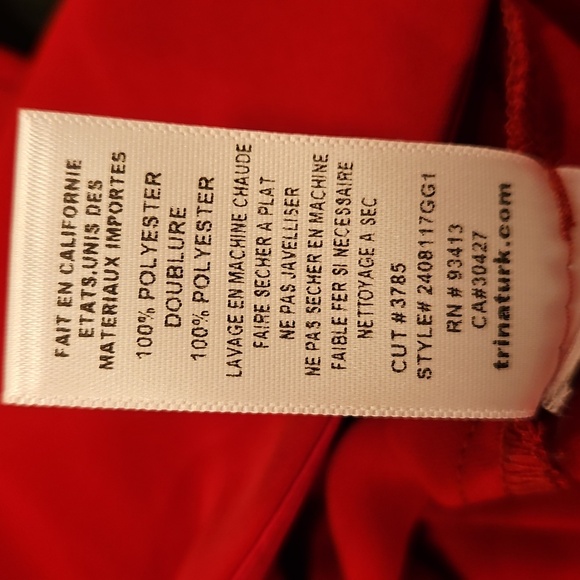 FAIT EN CALIFORNIE
ETATS.UNIS DES
MATERIAUX IMPORTES
100% POLYESTER
DOUBLURE
100% POLYESTER
LAVAGE EN MACHINE CHAUDE
FAIRE SECHER A PLAT
NE PAS JAVELLISER
NE PAS SECHER EN MACHINE
FAIBLE FER SI NECESSAIRE
NETTOYAGE A SEC
CUT #3785
STYLE# 2408117GG1
RN # 93413
CA#30427
trinaturk.com